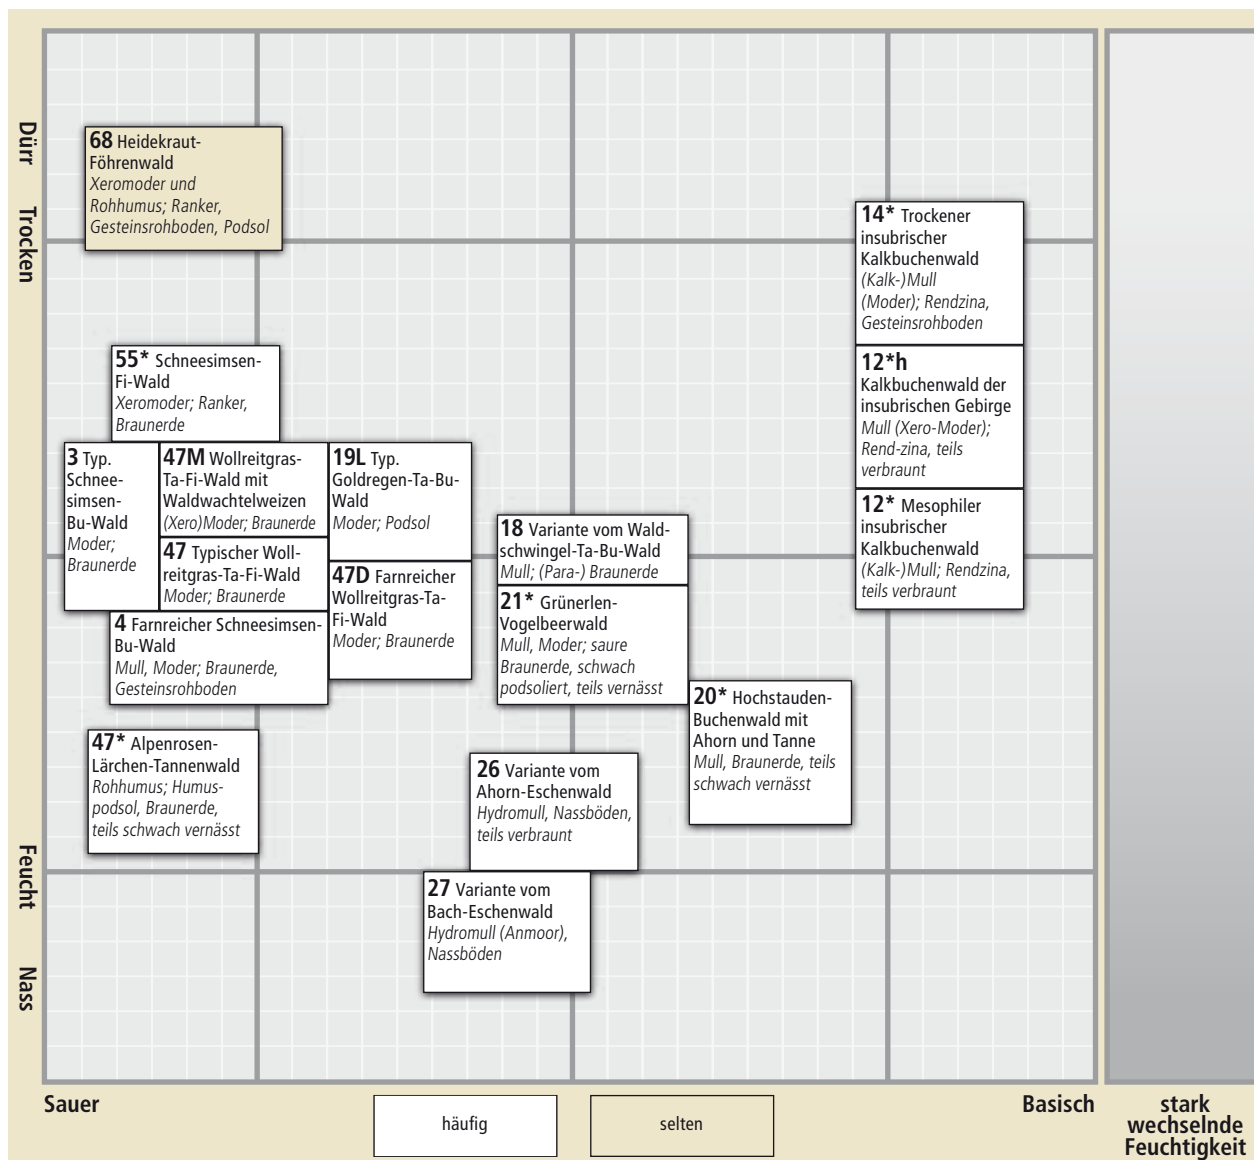 Dürr
Trocken
Feucht
Nass
68 Heidekraut-
Föhrenwald
Xeromoder und
Rohhumus; Ranker,
Gesteinsrohboden, Podsol
14* Trockener
insubrischer
Kalkbuchenwald
(Kalk-)Mull
(Moder); Rendzina,
Gesteinsrohboden
55* Schneesimsen-
Fi-Wald
Xeromoder; Ranker,
Braunerde
12*h
Kalkbuchenwald der
insubrischen Gebirge
Mull (Xero-Moder);
Rend-zina, teils
verbraunt
3 Typ.
Schnee-
simsen-
Bu-Wald
Moder;
Braunerde
47M Wollreitgras-
Ta-Fi-Wald mit
Waldwachtelweizen
(Xero)Moder; Braunerde
19L Typ.
Goldregen-Ta-Bu-
Wald
Moder; Podsol
47 Typischer Woll-
reitgras-Ta-Fi-Wald
Moder; Braunerde
18 Variante vom Wald-
schwingel-Ta-Bu-Wald
Mull; (Para-) Braunerde
12* Mesophiler
insubrischer
Kalkbuchenwald
(Kalk-)Mull; Rendzina,
teils verbraunt
47D Farnreicher
Wollreitgras-Ta-
Fi-Wald
Moder; Braunerde
21* Grünerlen-
Vogelbeerwald
Mull, Moder; saure
Braunerde, schwach
podsoliert, teils vernässt
4 Farnreicher Schneesimsen-
Bu-Wald
Mull, Moder; Braunerde,
Gesteinsrohboden
20* Hochstauden-
Buchenwald mit
Ahorn und Tanne
Mull, Braunerde, teils
schwach vernässt
47* Alpenrosen-
Lärchen-Tannenwald
Rohhumus; Humus-
podsol, Braunerde,
teils schwach vernässt
26 Variante vom
Ahorn-Eschenwald
Hydromull, Nassböden,
teils verbraunt
27 Variante vom
Bach-Eschenwald
Hydromull (Anmoor),
Nassböden
Sauer
Basisch
häufig
selten
stark
wechselnde
Feuchtigkeit